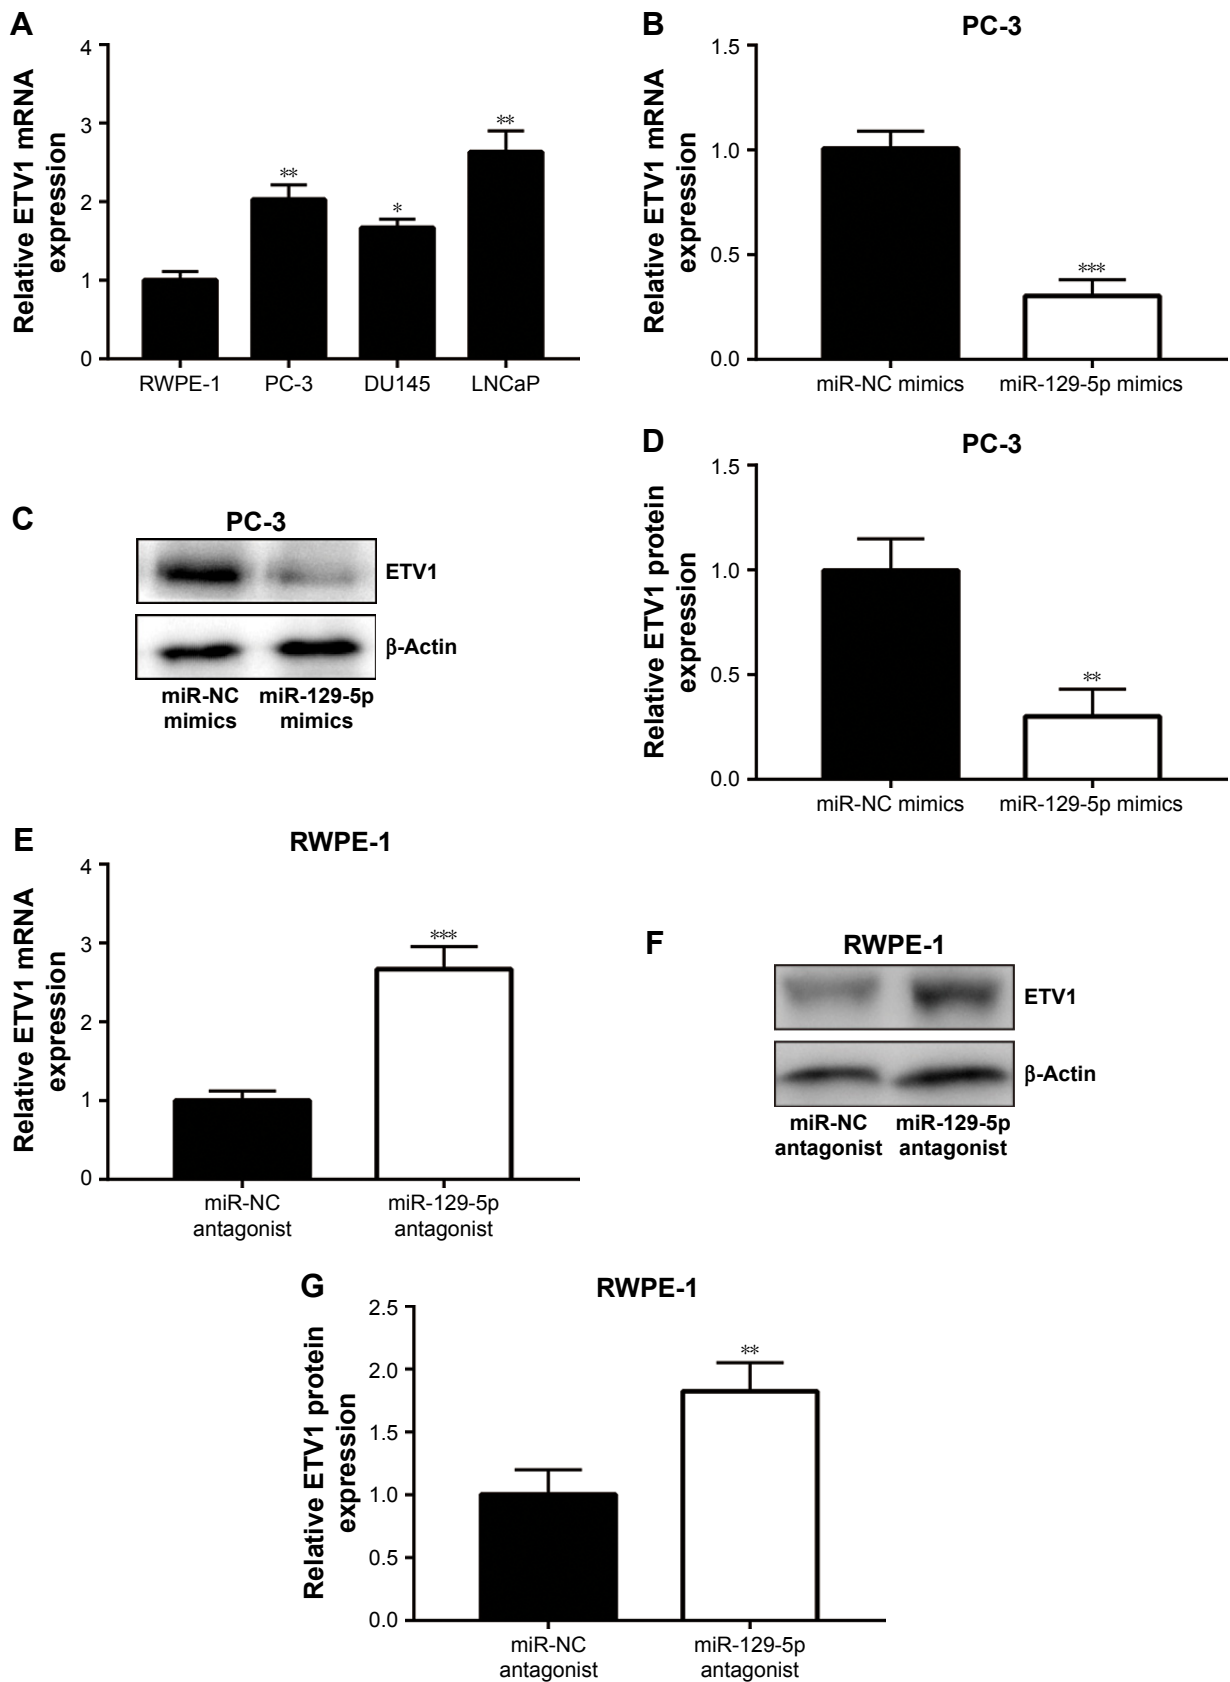 A
Relative ETV1 mRNA
expression
4
3
2
1
0
**
*
**
RWPE-1 PC-3 DU145 LNCaP
B
PC-3
Relative ETV1 mRNA
expression
1.5
1.0
0.5
0.0
***
miR-NC mimics miR-129-5p mimics
C
PC-3
ETV1
β-Actin
miR-NC miR-129-5p
mimics mimics
D
PC-3
Relative ETV1 protein
expression
1.5
1.0
0.5
0.0
**
miR-NC mimics miR-129-5p mimics
E
RWPE-1
Relative ETV1 mRNA
expression
4
3
2
1
0
***
miR-NC miR-129-5p
antagonist antagonist
F
RWPE-1
ETV1
β-Actin
miR-NC miR-129-5p
antagonist antagonist
G
RWPE-1
Relative ETV1 protein
expression
2.5
2.0
1.5
1.0
0.5
0.0
**
miR-NC miR-129-5p
antagonist antagonist